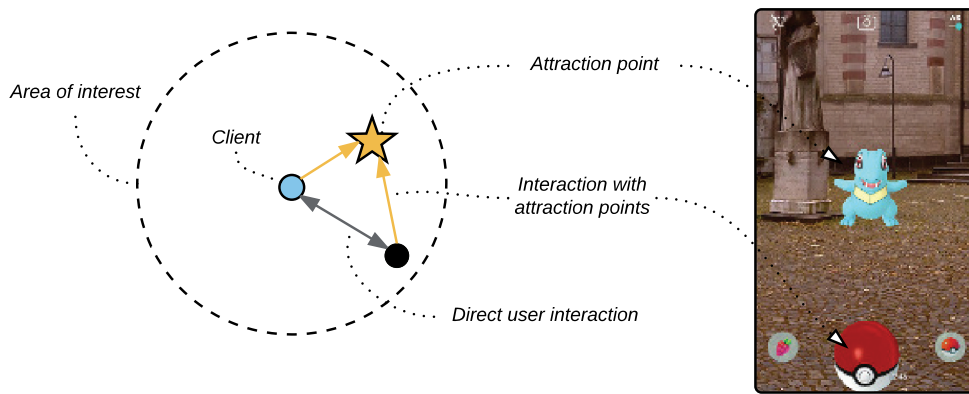 Attraction point
Area of interest
Client
Interaction with
attraction points
Direct user interaction